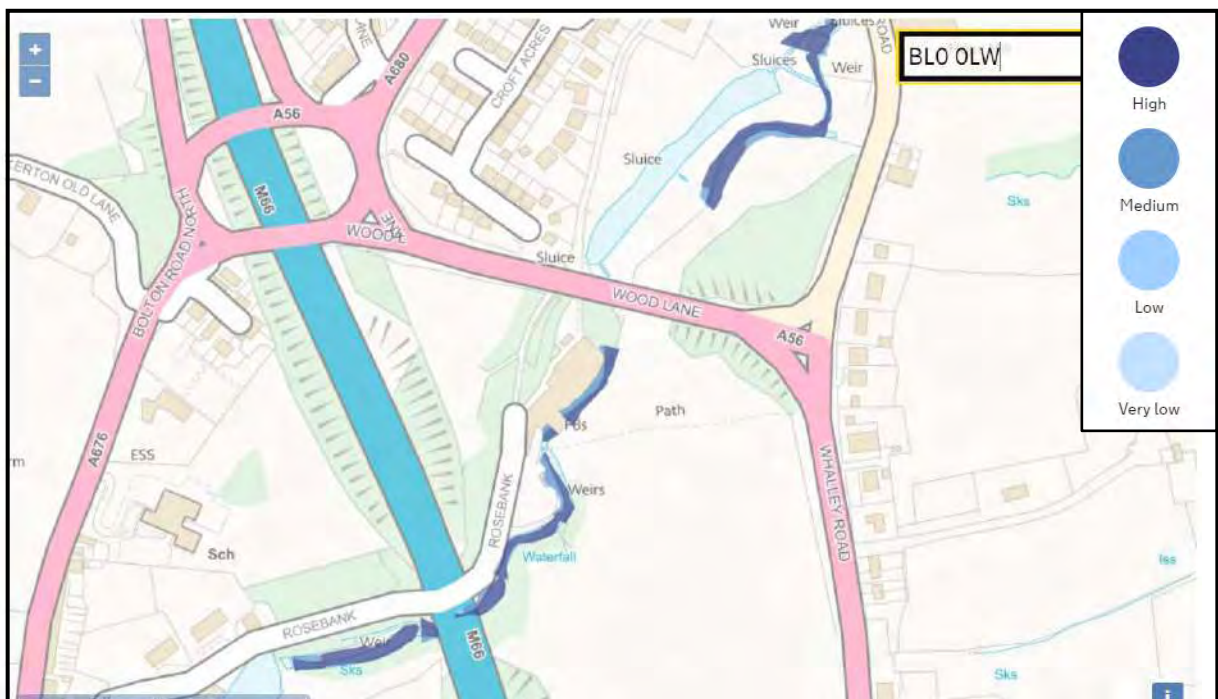 +
−
A56
A680
CROFT ACRES
Weir
Sluices
Sluices
Weir
ROAD
BL0 0LW
High
Medium
Low
Very low
Sluice
Sks
M66
ERTON OLD LANE
BOLTON ROAD NORTH
WOOD L
ANE
Sluice
WOOD LANE
A56
Path
FBs
Weirs
ESS
A676
Sch
ROSEBANK
Waterfall
WHALLEY ROAD
Iss
ROSEBANK
Sks
M66
Sks
i